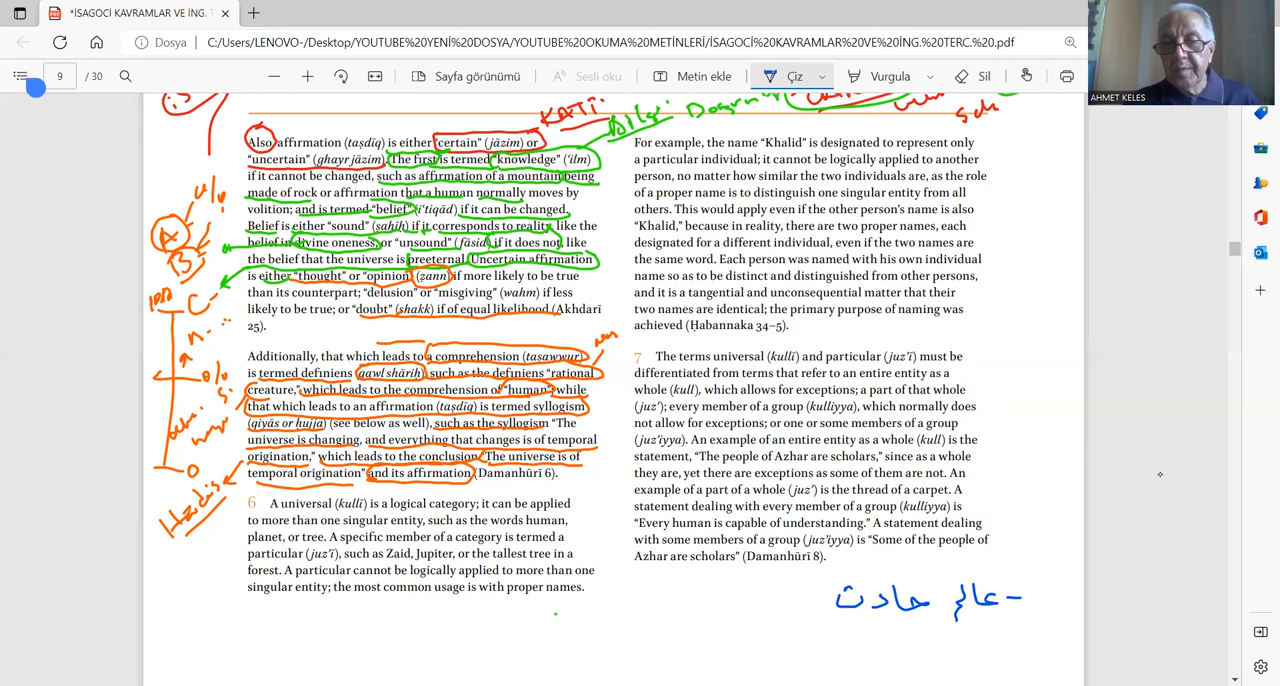 *İSAGOCİ KAVRAMLAR VE İNG. T
Dosya
C:/Users/LENOVO-/Desktop/YOUTUBE%20YENİ%20DOSYA/YOUTUBE%20OKUMA%20METİNLERİ/İSAGOCİ%20KAVRAMLAR%20VE%20İNG.%20TERC.%20.pdf
9 / 30
Sayfa görünümü
Sesli oku
Metin ekle
Çiz
Vurgula
Sil
AHMET KELES
KATİ
Bilgi
Also affirmation (taṣdīq) is either “certain” (jāzim) or
“uncertain” (ghayr jāzim). The first is termed “knowledge” (ʿilm)
if it cannot be changed, such as affirmation of a mountain being
made of rock or affirmation that a human normally moves by
volition; and is termed “belief” (iʿtiqād) if it can be changed.
Belief is either “sound” (ṣaḥīḥ) if it corresponds to reality, like the
belief in divine oneness, or “unsound” (fāsid) if it does not, like
the belief that the universe is preeternal. Uncertain affirmation
is either “thought” or “opinion” (ẓann) if more likely to be true
than its counterpart; “delusion” or “misgiving” (wahm) if less
likely to be true; or “doubt” (shakk) if of equal likelihood (Akhḍarī
25).
Additionally, that which leads to a comprehension (taṣawwur)
is termed definiens (qawl shāriḥ), such as the definiens “rational
creature,” which leads to the comprehension of “human”; while
that which leads to an affirmation (taṣdīq) is termed syllogism
(qiyās or ḥujja) (see below as well), such as the syllogism “The
universe is changing, and everything that changes is of temporal
origination,” which leads to the conclusion “The universe is of
temporal origination” and its affirmation (Damanhūrī 6).
6 A universal (kullī) is a logical category; it can be applied
to more than one singular entity, such as the words human,
planet, or tree. A specific member of a category is termed a
particular (juzʾī), such as Zaid, Jupiter, or the tallest tree in a
forest. A particular cannot be logically applied to more than one
singular entity; the most common usage is with proper names.
A
B
C
0
For example, the name “Khalid” is designated to represent only
a particular individual; it cannot be logically applied to another
person, no matter how similar the two individuals are, as the
role of a proper name is to distinguish one singular entity from all
others. This would apply even if the other person’s name is also
“Khalid,” because in reality, there are two proper names, each
designated for a different individual, even if the two names are
the same word. Each person was named with his own individual
name so as to be distinct and distinguished from other persons,
and it is a tangential and unconsequential matter that their
two names are identical; the primary purpose of naming was
achieved (Ḥabannaka 34–5).
7 The terms universal (kullī) and particular (juzʾī) must be
differentiated from terms that refer to an entire entity as a
whole (kull), which allows for exceptions; a part of that whole
(juzʾ); every member of a group (kulliyya), which normally does
not allow for exceptions; or one or some members of a group
(juzʾiyya). An example of an entire entity as a whole (kull) is the
statement, “The people of Azhar are scholars,” since as a whole
they are, yet there are exceptions as some of them are not. An
example of a part of a whole (juzʾ) is the thread of a carpet. A
statement dealing with every member of a group (kulliyya) is
“Every human is capable of understanding.” A statement dealing
with some members of a group (juzʾiyya) is “Some of the people of
Azhar are scholars” (Damanhūrī 8).
- عالم حادث